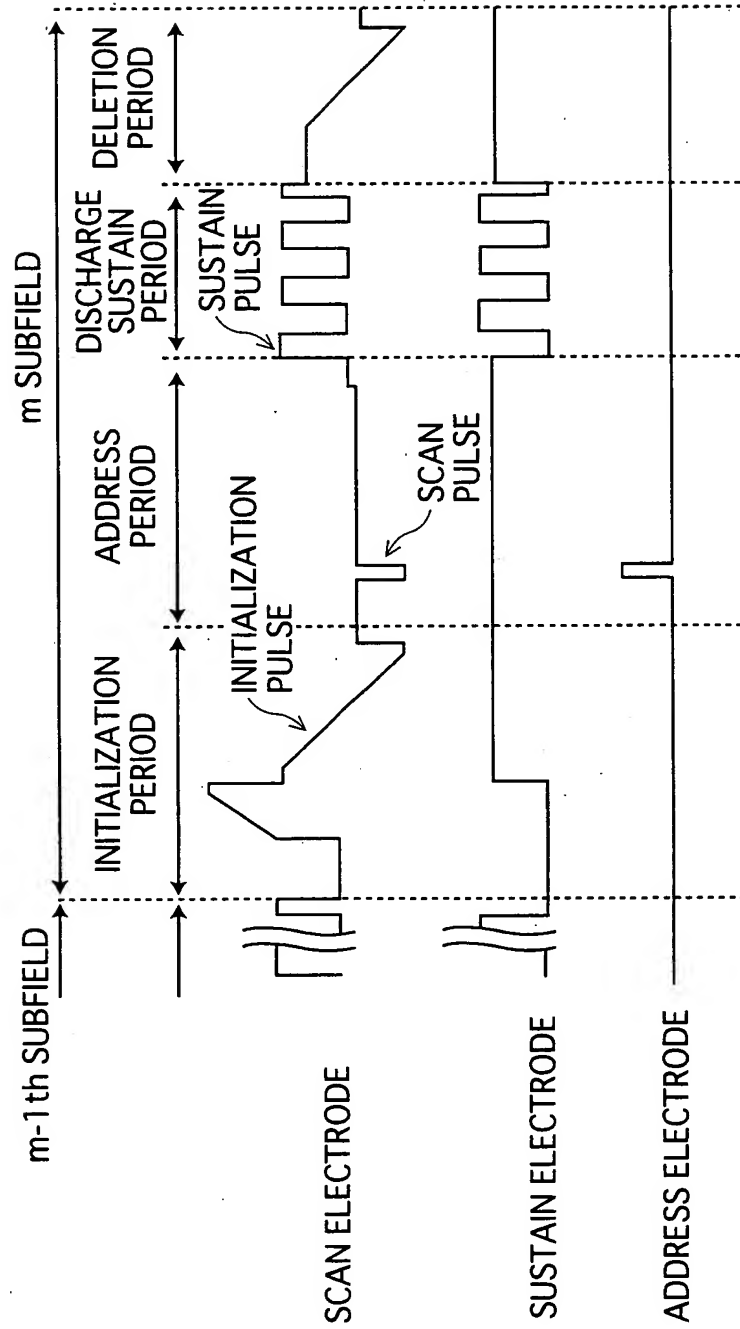 m-1th SUBFIELD
m SUBFIELD
INITIALIZATION
PERIOD
ADDRESS
PERIOD
DISCHARGE
SUSTAIN
PERIOD
DELETION
PERIOD
INITIALIZATION
PULSE
SCAN
PULSE
SUSTAIN
PULSE
SCAN ELECTRODE
SUSTAIN ELECTRODE
ADDRESS ELECTRODE